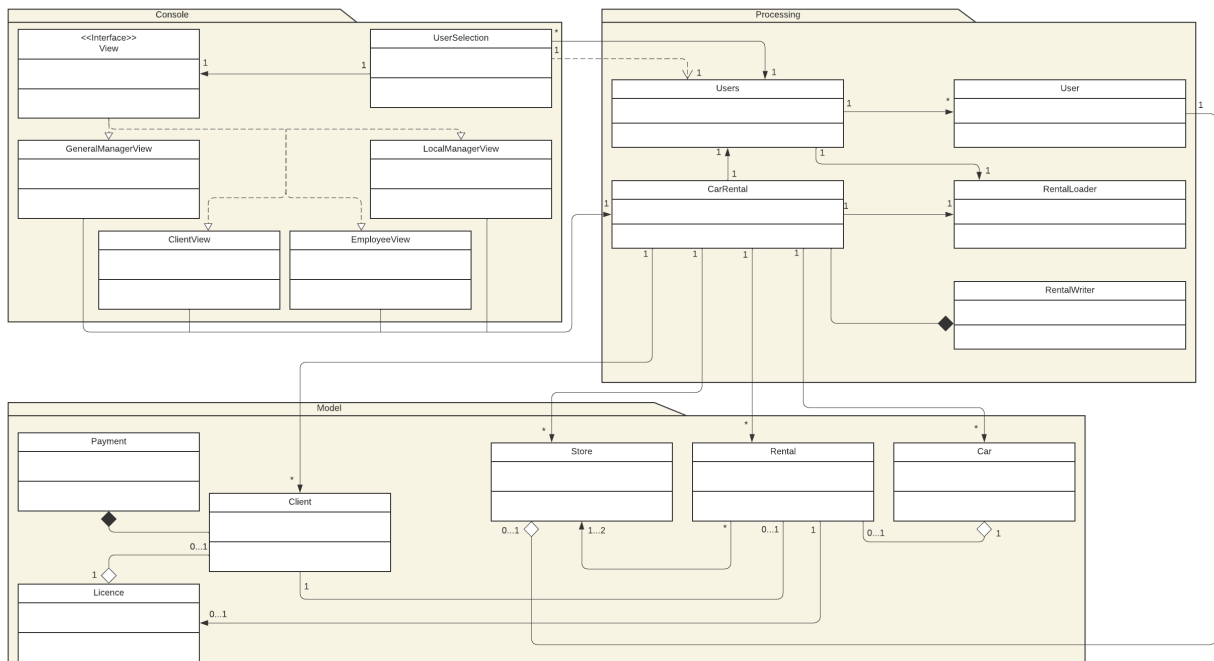 Console
Processing
<<Interface>>
View
UserSelection
*
1
1
1
1
1
Users
User
1
*
1
GeneralManagerView
LocalManagerView
1
1
1
1
CarRental
RentalLoader
1
1
1
ClientView
EmployeeView
1
1
1
1
RentalWriter
Model
Payment
Store
Rental
Car
*
*
*
*
Client
0...1
1...2
*
0...1
1
0...1
1
0...1
1
1
Licence
0...1